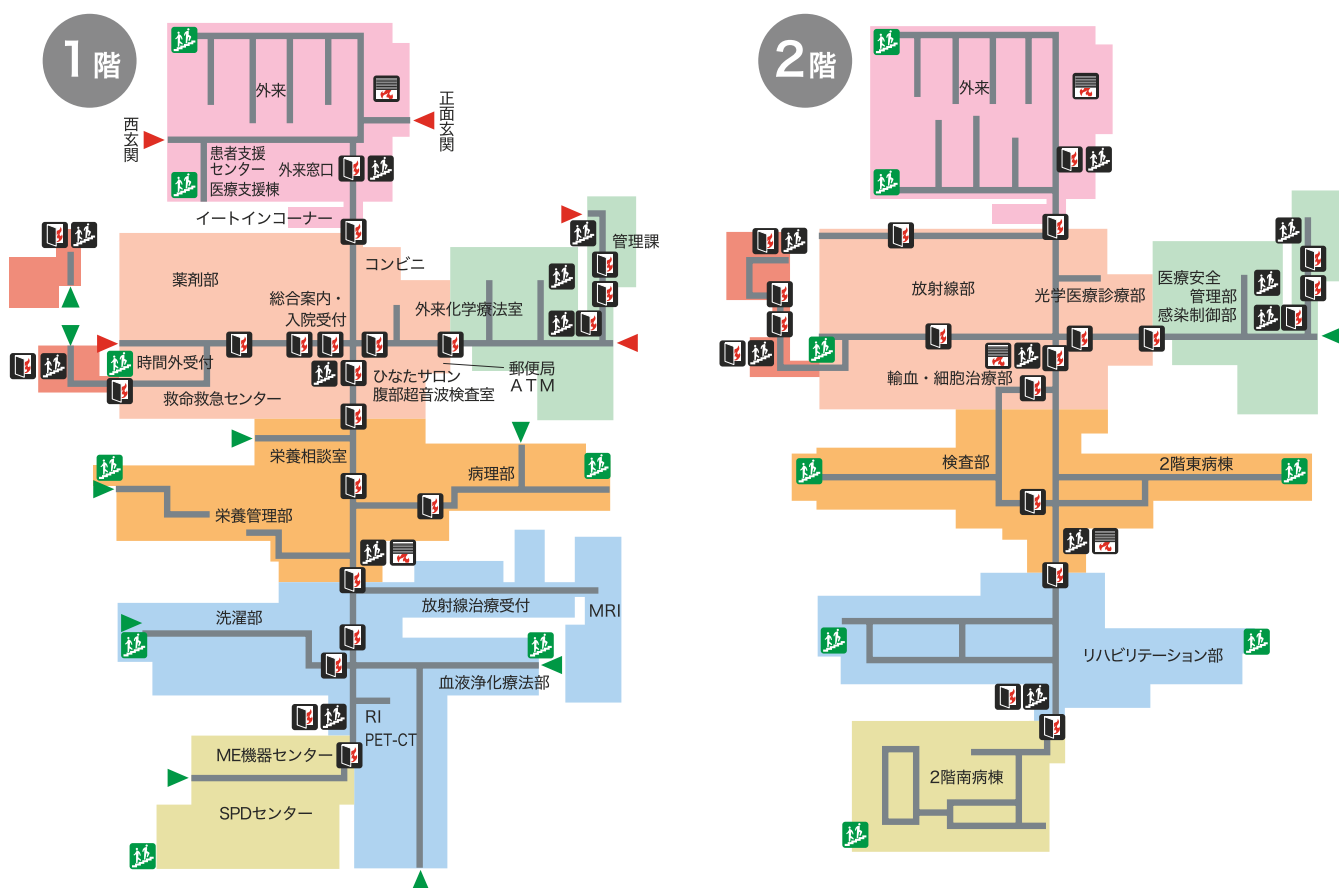 1階
外来
正面玄関
西玄関
患者支援
センター
外来窓口
医療支援棟
イートインコーナー
管理課
コンビニ
薬剤部
総合案内・
入院受付
外来化学療法室
時間外受付
郵便局
ATM
ひなたサロン
腹部超音波検査室
救命救急センター
栄養相談室
病理部
栄養管理部
放射線治療受付
MRI
洗濯部
血液浄化療法部
RI
PET-CT
ME機器センター
SPDセンター
2階
外来
放射線部
光学医療診療部
医療安全
管理部
感染制御部
輸血・細胞治療部
検査部
2階東病棟
リハビリテーション部
2階南病棟